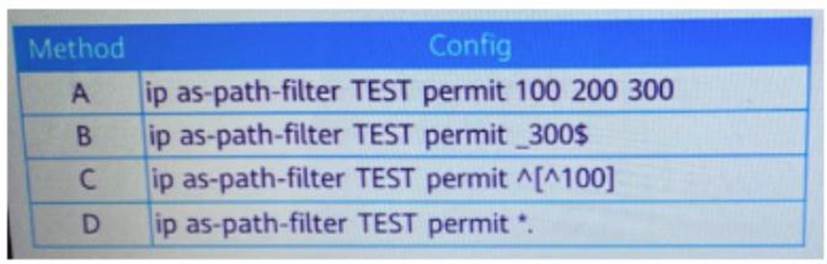 Method Config
A ip as-path-filter TEST permit 100 200 300
B ip as-path-filter TEST permit _300$
C ip as-path-filter TEST permit ^[^100]
D ip as-path-filter TEST permit *.